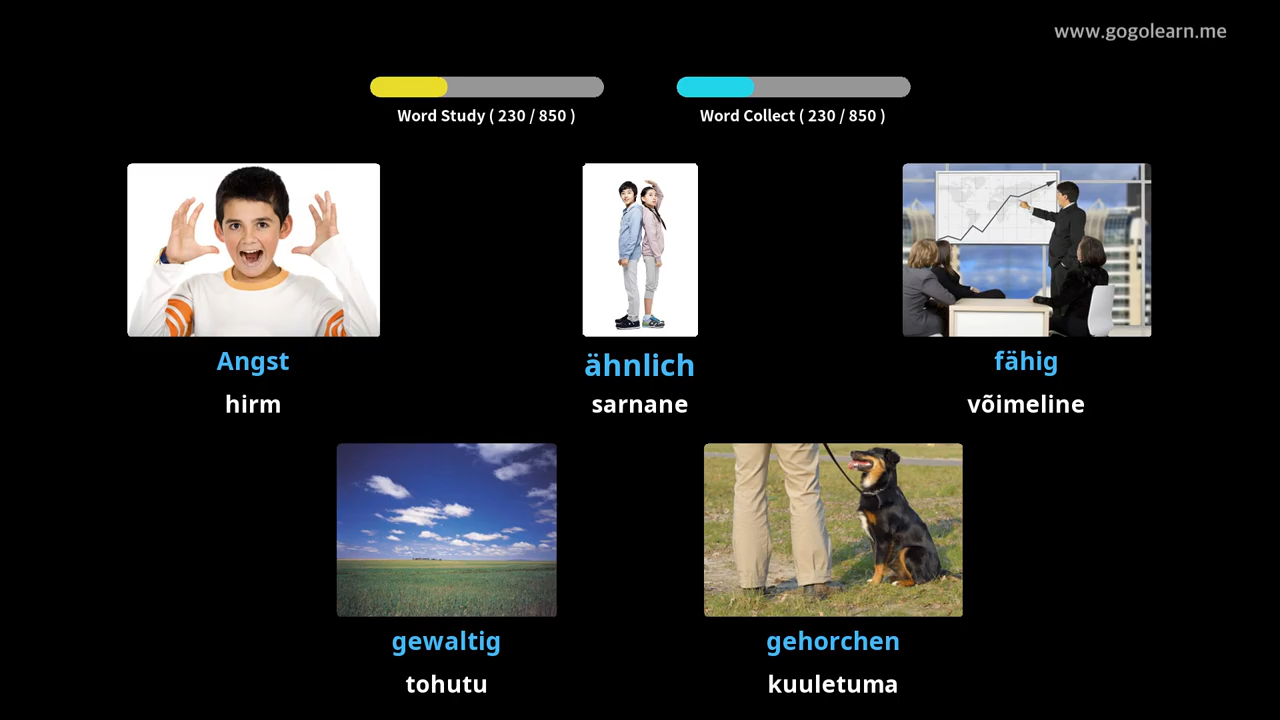 www.gogolearn.me
Word Study ( 230 / 850 )
Word Collect ( 230 / 850 )
Angst
hirm
ähnlich
sarnane
fähig
võimeline
gewaltig
tohutu
gehorchen
kuuletuma